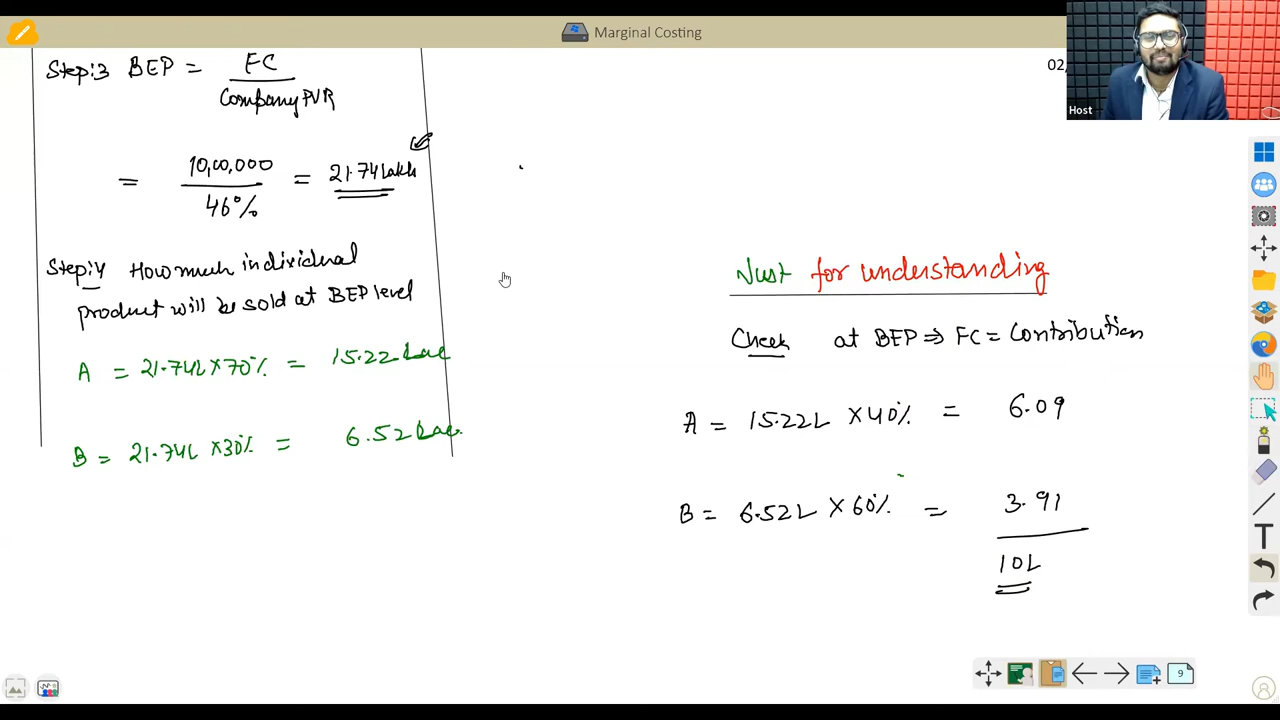 Marginal Costing
02/
Host
Step:3 BEP = FC
Company PVR
= 10,00,000 = 21.74 Lakh
46%
Step:4 How much individual
product will be sold at BEP level
A = 21.74L X 70% = 15.22 Lac
B = 21.74L X 30% = 6.52 Lac
Nust for understanding
Check at BEP ⇒ FC = Contribution
A = 15.22L X 40% = 6.09
B = 6.52L X 60% = 3.91
10L
T
9